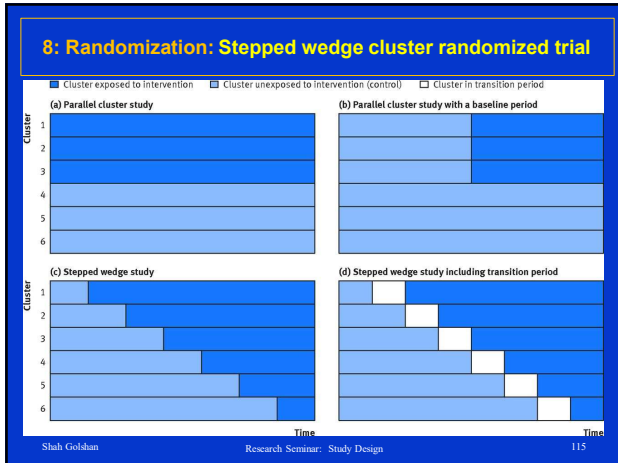 8: Randomization: Stepped wedge cluster randomized trial
Cluster exposed to intervention Cluster unexposed to intervention (control) Cluster in transition period
(a) Parallel cluster study
Cluster
1
2
3
4
5
6
(b) Parallel cluster study with a baseline period
(c) Stepped wedge study
Cluster
1
2
3
4
5
6
Time
(d) Stepped wedge study including transition period
Time
Shah Golshan Research Seminar: Study Design 115